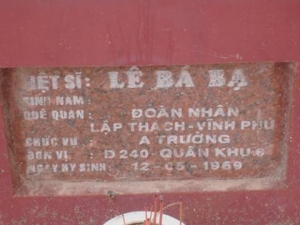 LIỆT SĨ : LÊ BÁ BẠ
SINH NĂM :
QUÊ QUÁN : ĐOÀN NHÂN
LẬP THẠCH - VĨNH PHÚ
CHỨC VỤ : A TRƯỞNG
ĐƠN VỊ : D 240 - QUÂN KHU 6
NGÀY HY SINH : 12 - 05 - 1969